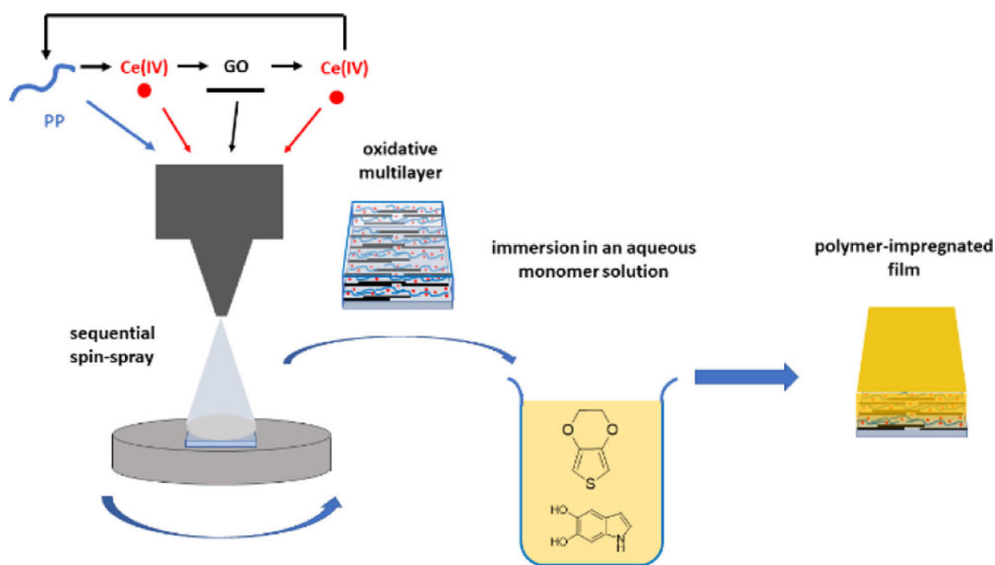 Ce(IV)
GO
Ce(IV)
PP
oxidative
multilayer
immersion in an aqueous
monomer solution
polymer-impregnated
film
sequential
spin-spray
O
O
S
HO
HO
N
H